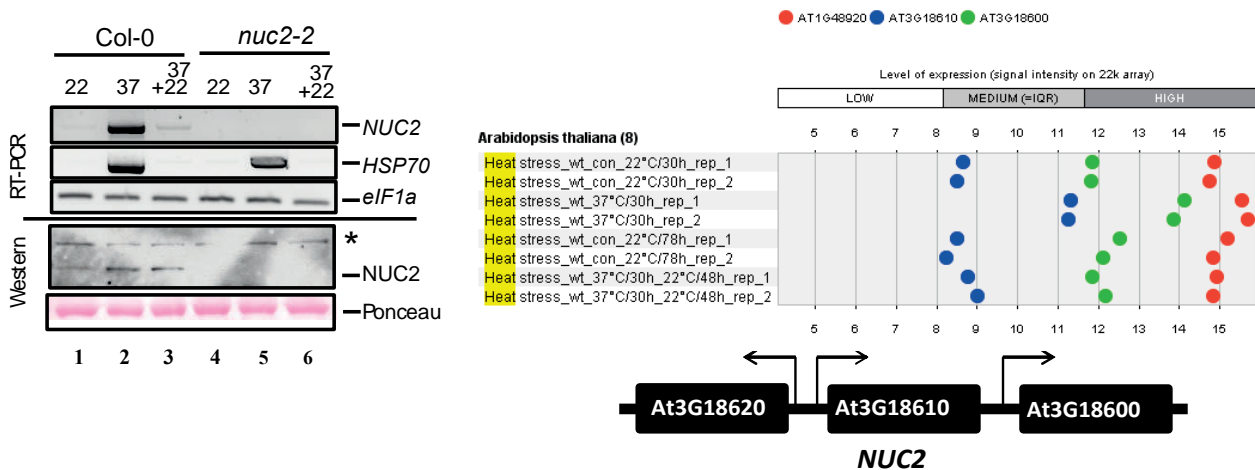 Col-0
nuc2-2
22
37
37
+22
22
37
37
+22
RT-PCR
NUC2
HSP70
eIF1a
Western
*
NUC2
Ponceau
1 2 3 4 5 6
AT1G48920 AT3G18610 AT3G18600
Level of expression (signal intensity on 22k array)
LOW MEDIUM (=IQR) HIGH
5 6 7 8 9 10 11 12 13 14 15
Arabidopsis thaliana (8)
Heat stress_wt_con_22°C/30h_rep_1
Heat stress_wt_con_22°C/30h_rep_2
Heat stress_wt_37°C/30h_rep_1
Heat stress_wt_37°C/30h_rep_2
Heat stress_wt_con_22°C/78h_rep_1
Heat stress_wt_con_22°C/78h_rep_2
Heat stress_wt_37°C/30h_22°C/48h_rep_1
Heat stress_wt_37°C/30h_22°C/48h_rep_2
5 6 7 8 9 10 11 12 13 14 15
At3G18620 At3G18610 At3G18600
NUC2